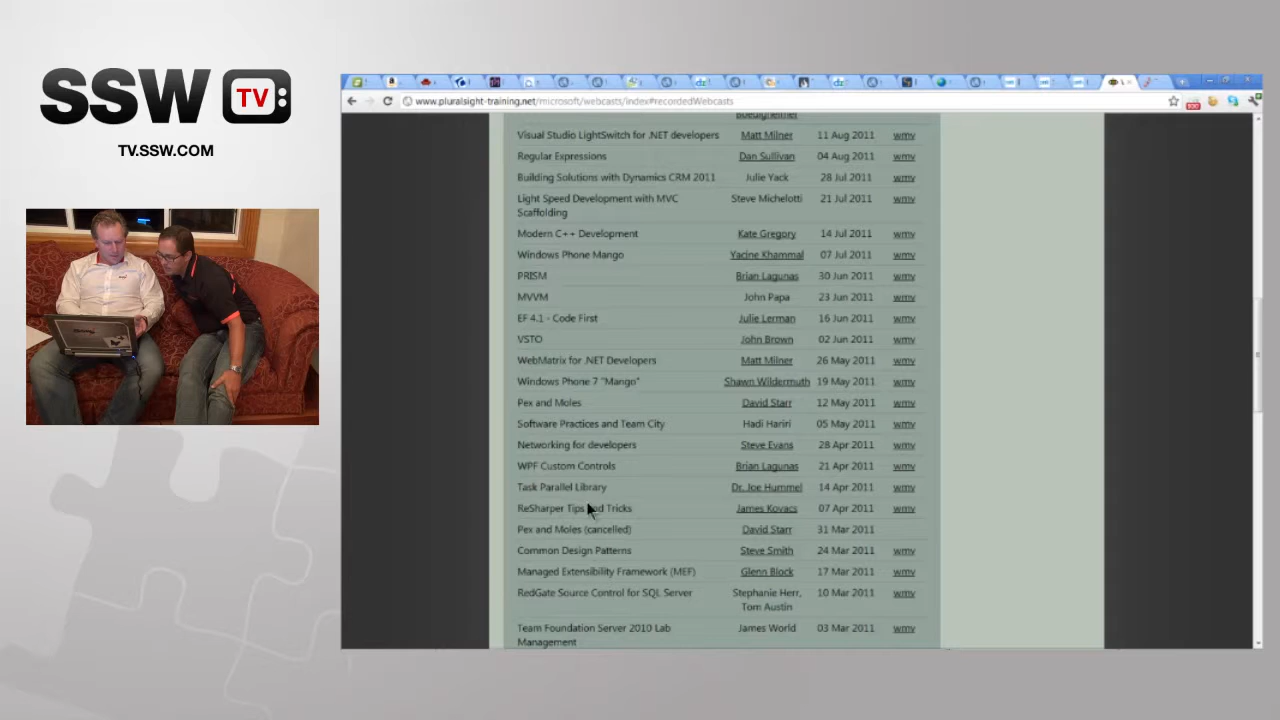 SSW
TV:
TV.SSW.COM
www.pluralsight-training.net/microsoft/webcasts/index#recordedWebcasts
Boedigheimer
Visual Studio LightSwitch for .NET developers Matt Milner 11 Aug 2011 wmv
Regular Expressions Dan Sullivan 04 Aug 2011 wmv
Building Solutions with Dynamics CRM 2011 Julie Yack 28 Jul 2011 wmv
Light Speed Development with MVC Steve Michelotti 21 Jul 2011 wmv
Scaffolding
Modern C++ Development Kate Gregory 14 Jul 2011 wmv
Windows Phone Mango Yacine Khammal 07 Jul 2011 wmv
PRISM Brian Lagunas 30 Jun 2011 wmv
MVVM John Papa 23 Jun 2011 wmv
EF 4.1 - Code First Julie Lerman 16 Jun 2011 wmv
VSTO John Brown 02 Jun 2011 wmv
WebMatrix for .NET Developers Matt Milner 26 May 2011 wmv
Windows Phone 7 "Mango" Shawn Wildermuth 19 May 2011 wmv
Pex and Moles David Starr 12 May 2011 wmv
Software Practices and Team City Hadi Hariri 05 May 2011 wmv
Networking for developers Steve Evans 28 Apr 2011 wmv
WPF Custom Controls Brian Lagunas 21 Apr 2011 wmv
Task Parallel Library Dr. Joe Hummel 14 Apr 2011 wmv
ReSharper Tips and Tricks James Kovacs 07 Apr 2011 wmv
Pex and Moles (cancelled) David Starr 31 Mar 2011
Common Design Patterns Steve Smith 24 Mar 2011 wmv
Managed Extensibility Framework (MEF) Glenn Block 17 Mar 2011 wmv
RedGate Source Control for SQL Server Stephanie Herr, 10 Mar 2011 wmv
Tom Austin
Team Foundation Server 2010 Lab James World 03 Mar 2011 wmv
Management